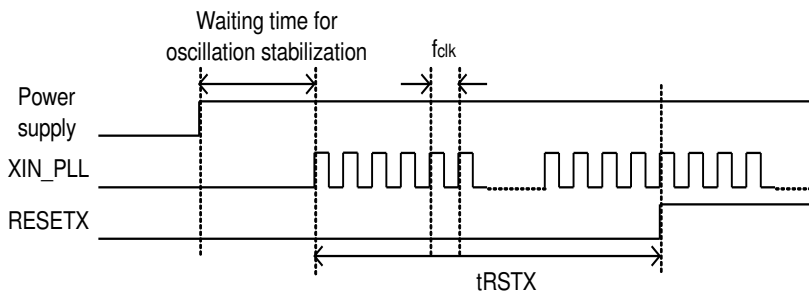 Waiting time for
oscillation stabilization
fclk
Power
supply
XIN_PLL
RESETX
tRSTX